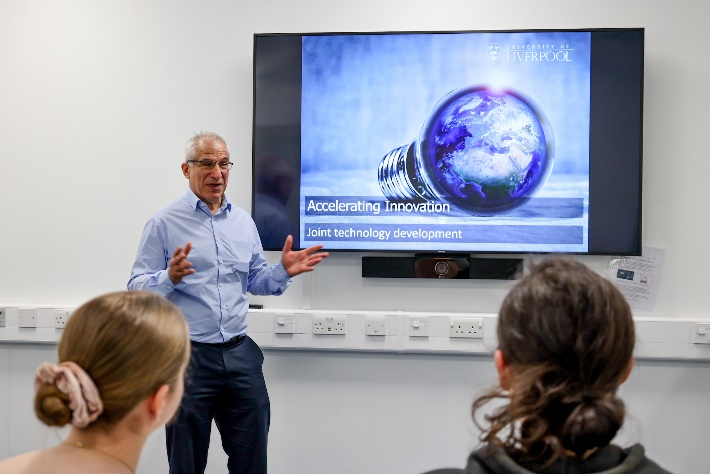 UNIVERSITY OF
LIVERPOOL
Accelerating Innovation
Joint technology development